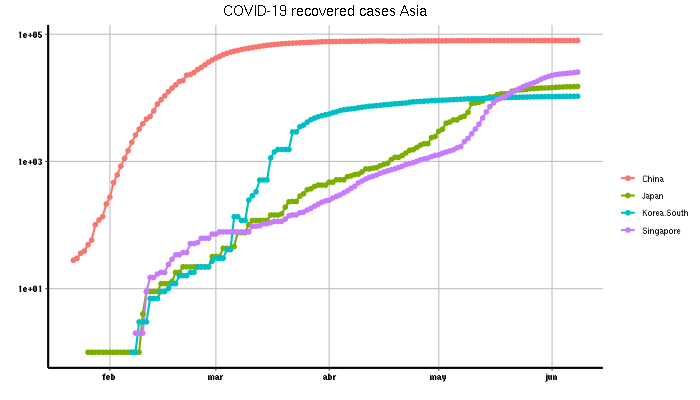 COVID-19 recovered cases Asia
1e+05
1e+03
1e+01
feb mar abr may jun
China
Japan
Korea.South
Singapore